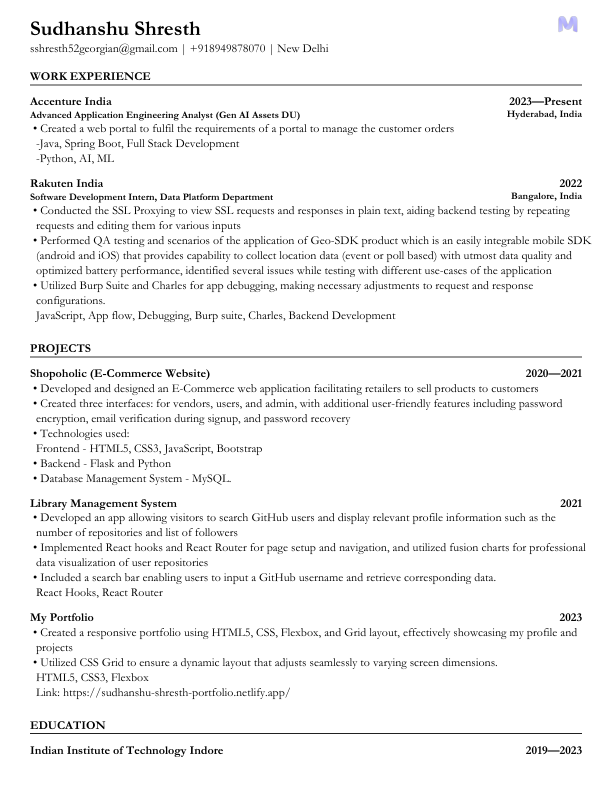 Sudhanshu Shresth
M
sshresth52georgian@gmail.com | +918949878070 | New Delhi
WORK EXPERIENCE
Accenture India 2023—Present
Advanced Application Engineering Analyst (Gen AI Assets DU) Hyderabad, India
• Created a web portal to fulfil the requirements of a portal to manage the customer orders
-Java, Spring Boot, Full Stack Development
-Python, AI, ML
Rakuten India 2022
Software Development Intern, Data Platform Department Bangalore, India
• Conducted the SSL Proxying to view SSL requests and responses in plain text, aiding backend testing by repeating
requests and editing them for various inputs
• Performed QA testing and scenarios of the application of Geo-SDK product which is an easily integrable mobile SDK
(android and iOS) that provides capability to collect location data (event or poll based) with utmost data quality and
optimized battery performance, identified several issues while testing with different use-cases of the application
• Utilized Burp Suite and Charles for app debugging, making necessary adjustments to request and response
configurations.
JavaScript, App flow, Debugging, Burp suite, Charles, Backend Development
PROJECTS
Shopoholic (E-Commerce Website) 2020—2021
• Developed and designed an E-Commerce web application facilitating retailers to sell products to customers
• Created three interfaces: for vendors, users, and admin, with additional user-friendly features including password
encryption, email verification during signup, and password recovery
• Technologies used:
Frontend - HTML5, CSS3, JavaScript, Bootstrap
• Backend - Flask and Python
• Database Management System - MySQL.
Library Management System 2021
• Developed an app allowing visitors to search GitHub users and display relevant profile information such as the
number of repositories and list of followers
• Implemented React hooks and React Router for page setup and navigation, and utilized fusion charts for professional
data visualization of user repositories
• Included a search bar enabling users to input a GitHub username and retrieve corresponding data.
React Hooks, React Router
My Portfolio 2023
• Created a responsive portfolio using HTML5, CSS, Flexbox, and Grid layout, effectively showcasing my profile and
projects
• Utilized CSS Grid to ensure a dynamic layout that adjusts seamlessly to varying screen dimensions.
HTML5, CSS3, Flexbox
Link: https://sudhanshu-shresth-portfolio.netlify.app/
EDUCATION
Indian Institute of Technology Indore 2019—2023